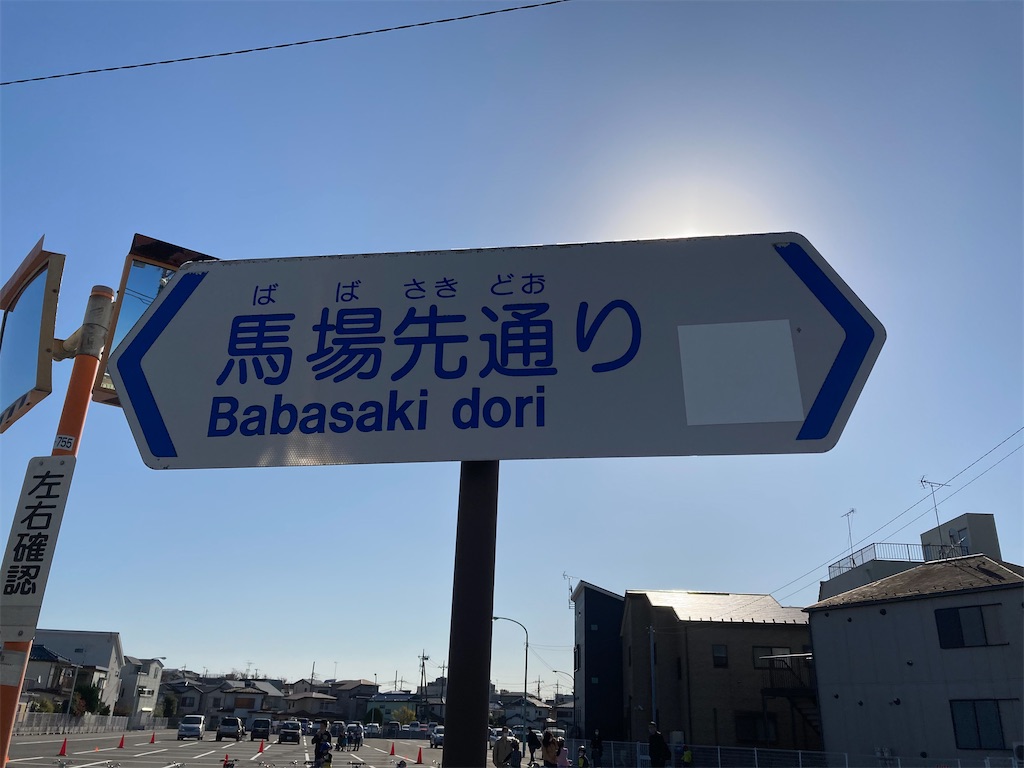 ば ば さき どお
馬場先通り
Babasaki dori
755
左右確認